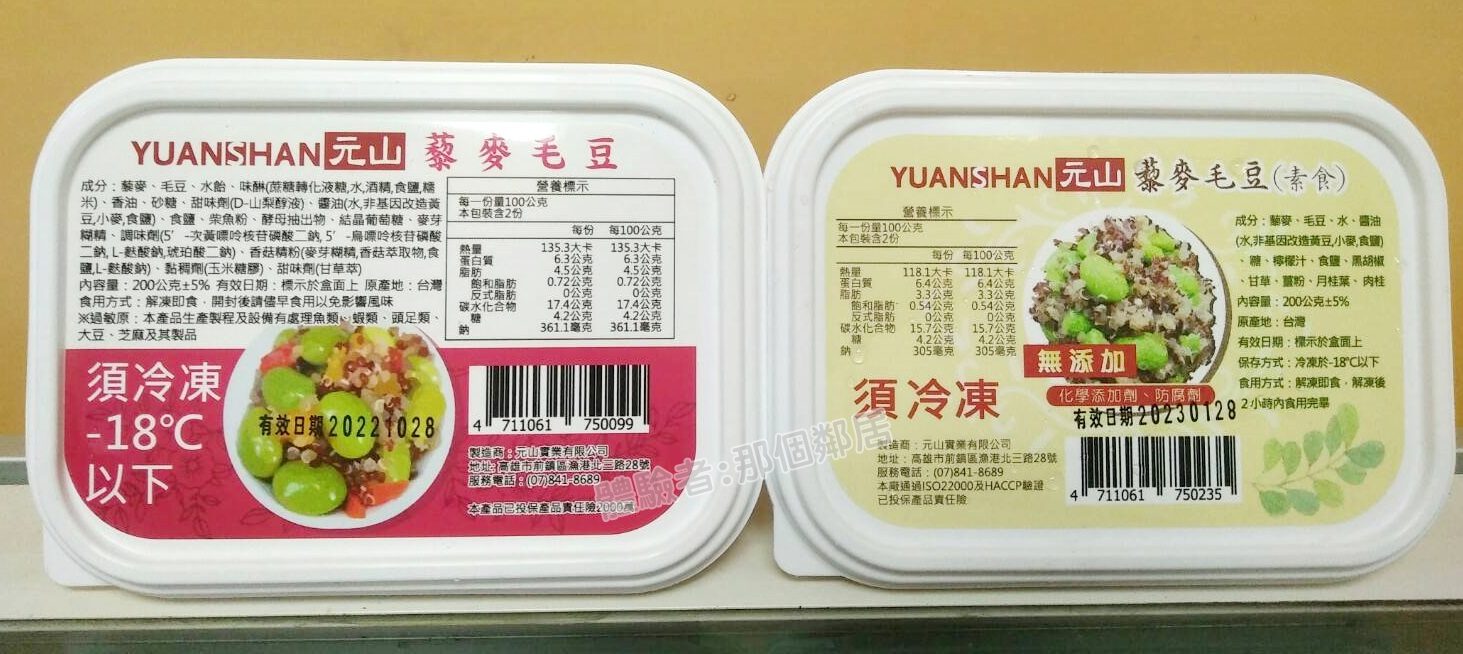 YUANSHAN元山 藜麥毛豆
成分：藜麥、毛豆、水飴、味醂(蔗糖轉化液糖,水,酒精,食鹽,糯
米)、香油、砂糖、甜味劑(D-山梨醇液)、醬油(水,非基因改造黃
豆,小麥,食鹽)、食鹽、柴魚粉、酵母抽出物、結晶葡萄糖、麥芽
糊精、調味劑(5’-次黃嘌呤核苷磷酸二鈉, 5’-鳥嘌呤核苷磷酸
二鈉, L-麩酸鈉,琥珀酸二鈉)、香菇精粉(麥芽糊精,香菇萃取物,食
鹽,L-麩酸鈉)、黏稠劑(玉米糖膠)、甜味劑(甘草萃)
內容量：200公克±5% 有效日期：標示於盒面上 原產地：台灣
食用方式：解凍即食，開封後請儘早食用以免影響風味
※過敏原：本產品生產製程及設備有處理魚類、蝦類、頭足類、
大豆、芝麻及其製品
營養標示
每一份量100公克
本包裝含2份
每份 每100公克
熱量 135.3大卡 135.3大卡
蛋白質 6.3公克 6.3公克
脂肪 4.5公克 4.5公克
飽和脂肪 0.72公克 0.72公克
反式脂肪 0公克 0公克
碳水化合物 17.4公克 17.4公克
糖 4.2公克 4.2公克
鈉 361.1毫克 361.1毫克
須冷凍
-18℃
以下
有效日期 20221028
4 711061 750099
製造商：元山實業有限公司
地址：高雄市前鎮區漁港北三路28號
服務電話：(07)841-8689
本產品已投保產品責任險2000萬
體驗者:那個鄰居
YUANSHAN元山 藜麥毛豆(素食)
營養標示
每一份量100公克
本包裝含2份
每份 每100公克
熱量 118.1大卡 118.1大卡
蛋白質 6.4公克 6.4公克
脂肪 3.3公克 3.3公克
飽和脂肪 0.54公克 0.54公克
反式脂肪 0公克 0公克
碳水化合物 15.7公克 15.7公克
糖 4.2公克 4.2公克
鈉 305毫克 305毫克
成分：藜麥、毛豆、水、醬油
(水,非基因改造黃豆,小麥,食鹽)
、糖、檸檬汁、食鹽、黑胡椒
、甘草、薑粉、月桂葉、肉桂
內容量：200公克±5%
原產地：台灣
有效日期：標示於盒面上
保存方式：冷凍於-18℃以下
食用方式：解凍即食，解凍後
2小時內食用完畢
無添加
化學添加劑、防腐劑
須冷凍
有效日期 20230128
製造商：元山實業有限公司
地址：高雄市前鎮區漁港北三路28號
服務電話：(07)841-8689
本廠通過ISO22000及HACCP驗證
已投保產品責任險
4 711061 750235